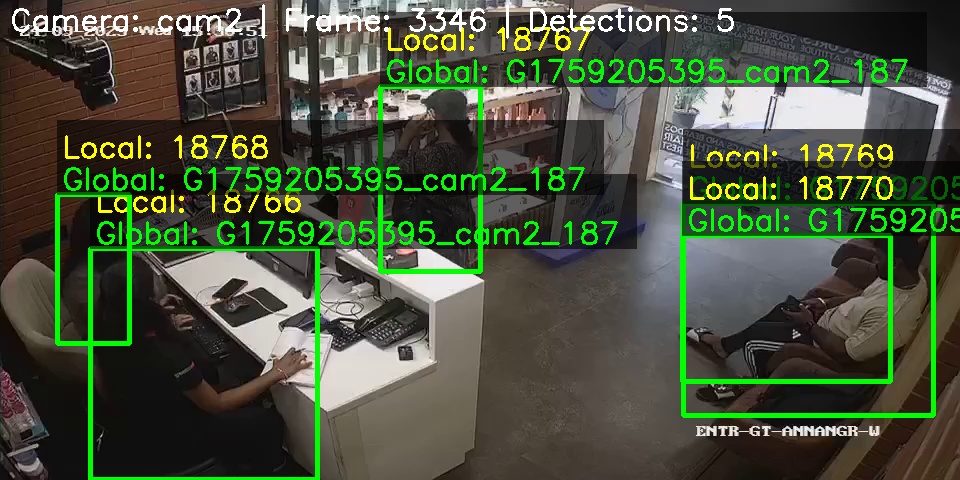 Camera: cam2 | Frame: 3346 | Detections: 5
Local: 18767
Global: G1759205395_cam2_187
Local: 18768
Global: G1759205395_cam2_187
Local: 18766
Global: G1759205395_cam2_187
Local: 18769
Local: 18770
Global: G1759205
ENTR-GT-ANNANGR-W